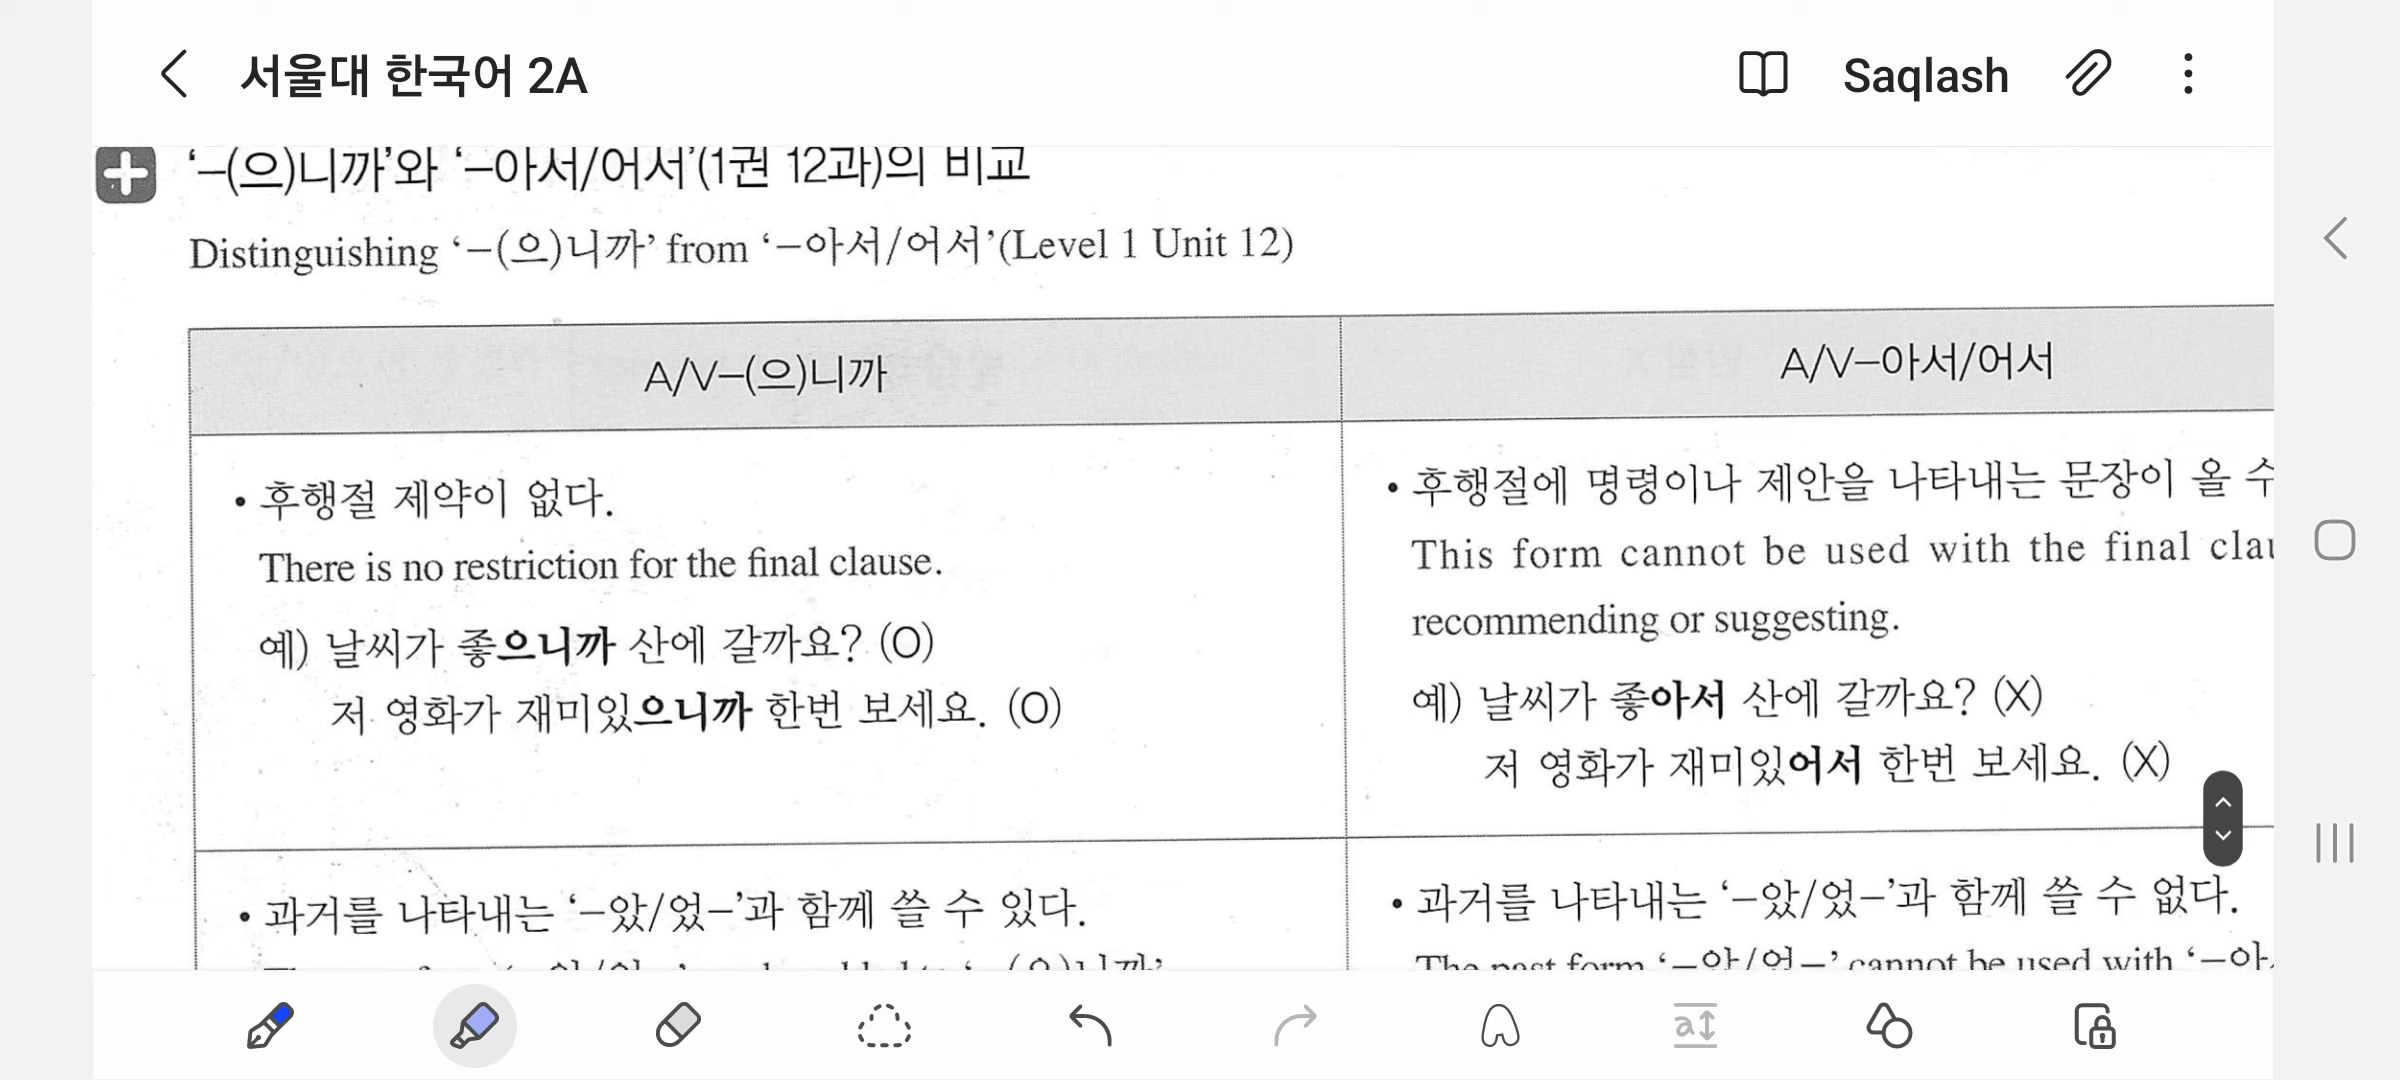 서울대 한국어 2A
Saqlash
‘–(으)니까’와 ‘–아서/어서’(1권 12과)의 비교
Distinguishing ‘–(으)니까’ from ‘–아서/어서’(Level 1 Unit 12)
A/V–(으)니까
A/V–아서/어서
• 후행절 제약이 없다.
There is no restriction for the final clause.
예) 날씨가 좋으니까 산에 갈까요? (O)
저 영화가 재미있으니까 한번 보세요. (O)
• 후행절에 명령이나 제안을 나타내는 문장이 올 수
This form cannot be used with the final
recommending or suggesting.
예) 날씨가 좋아서 산에 갈까요? (X)
저 영화가 재미있어서 한번 보세요. (X)
• 과거를 나타내는 ‘–았/었–’과 함께 쓸 수 있다.
• 과거를 나타내는 ‘–았/었–’과 함께 쓸 수 없다.
The past form ‘–았/었–’ cannot be used with